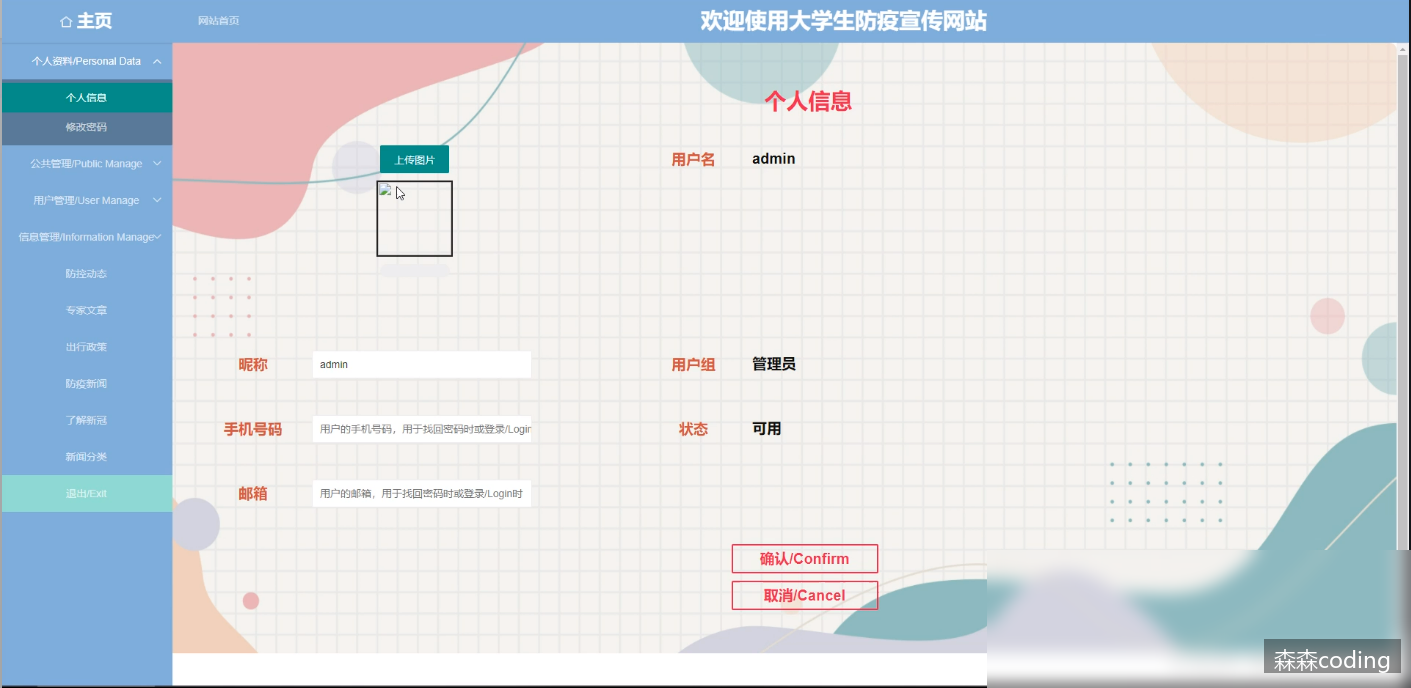 主页
网站首页
欢迎使用大学生防疫宣传网站
个人资料/Personal Data
个人信息
修改密码
公共管理/Public Manage
用户管理/User Manage
信息管理/Information Manage
防控动态
专家文章
出行政策
防疫新闻
了解新冠
新闻分类
退出/Exit
个人信息
上传图片
用户名
admin
昵称
admin
用户组
管理员
手机号码
用户的手机号码，用于找回密码时或登录/Login
状态
可用
邮箱
用户的邮箱，用于找回密码时或登录/Login时
确认/Confirm
取消/Cancel
森森coding